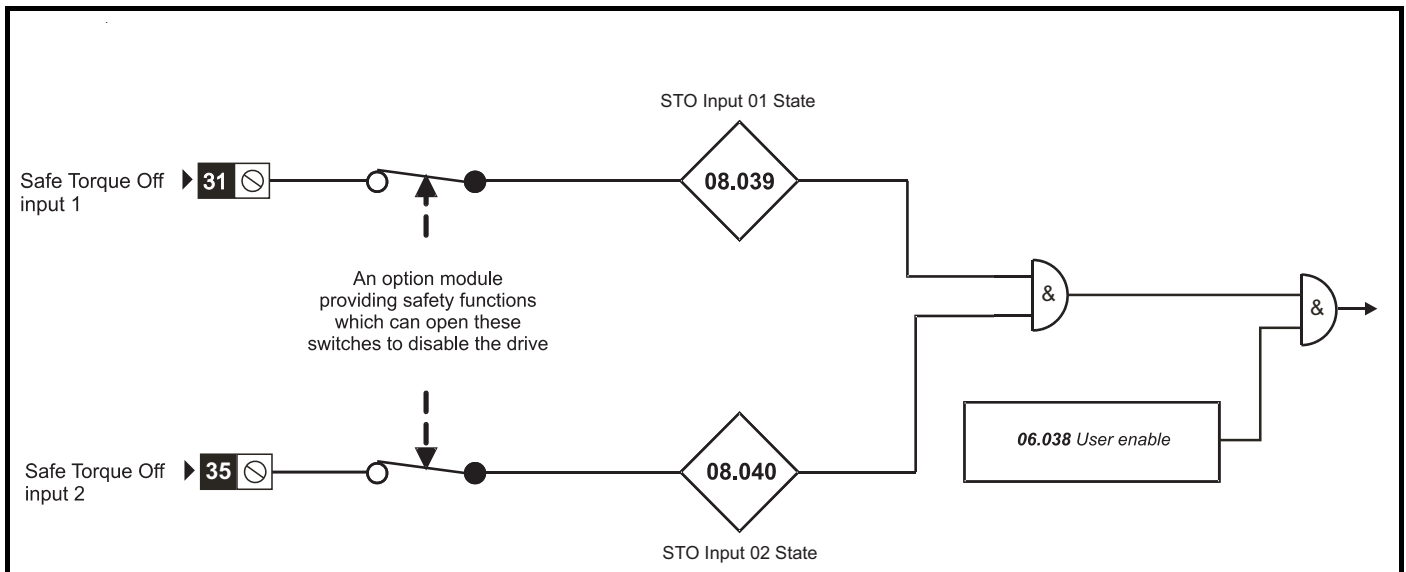 STO Input 01 State
Safe Torque Off
input 1
31
08.039
An option module
providing safety functions
which can open these
switches to disable the drive
&
&
06.038 User enable
Safe Torque Off
input 2
35
08.040
STO Input 02 State